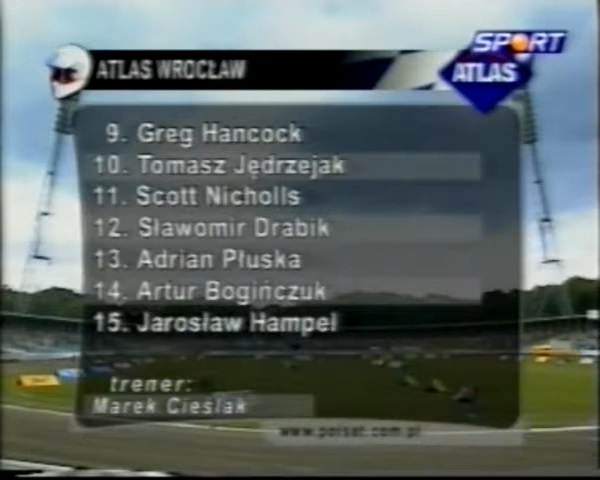 SPORT
ATLAS WROCŁAW
ATLAS
9. Greg Hancock
10. Tomasz Jędrzejak
11. Scott Nicholls
12. Sławomir Drabik
13. Adrian Płuska
14. Artur Bogińczuk
15. Jarosław Hampel
trener:
Marek Cieślak
www.polsat.com.pl